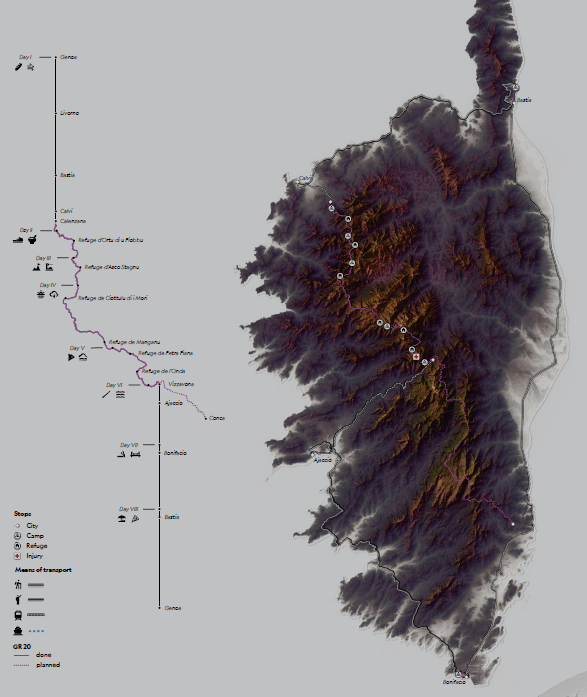 Day I
Genoa
Livorno
Bastia
Calvi
Calenzana
Day II
Refuge d'Ortu di u Piobbu
Day III
Refuge d'Asco Stagnu
Day IV
Refuge de Ciottulu di i Mori
Refuge de Manganu
Day V
Refuge de Petra Piana
Refuge de l'Onda
Day VI
Vizzavona
Ajaccio
Conca
Day VII
Bonifacio
Day VIII
Bastia
Genoa
Stops
City
Camp
Refuge
Injury
Means of transport
GR 20
done
planned
Bastia
Calvi
Ajaccio
Bonifacio